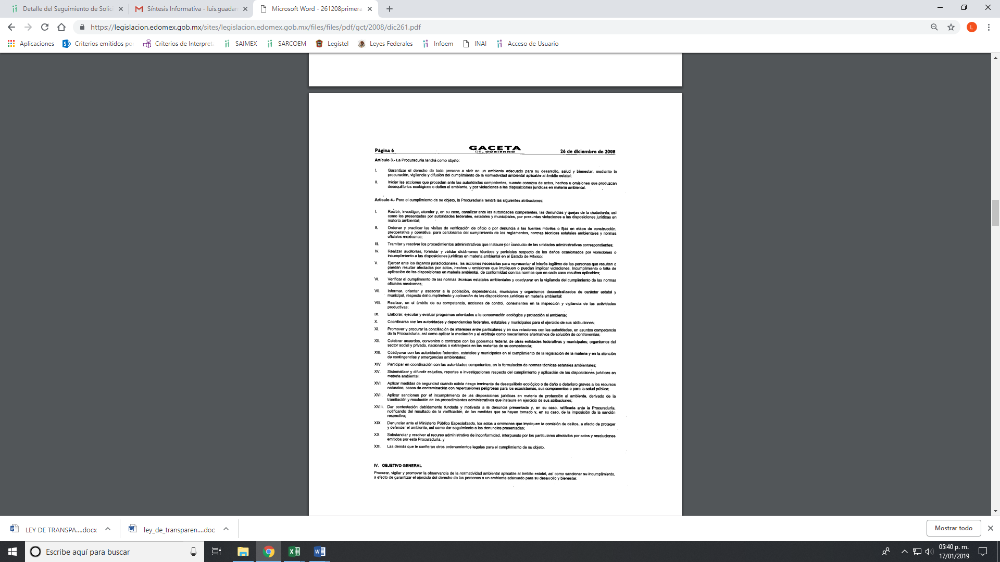 Detalle del Seguimiento de Solici
Síntesis Informativa - luis.guadarr
Microsoft Word - 261208primera
https://legislacion.edomex.gob.mx/sites/legislacion.edomex.gob.mx/files/files/pdf/gct/2008/dic261.pdf
L
Aplicaciones
Criterios emitidos po
Criterios de Interpret
SAIMEX
SARCOEM
Legistel
Leyes Federales
Infoem
INAI
Acceso de Usuario
Página 6
GACETA
DEL GOBIERNO
26 de diciembre de 2008
Artículo 3.- La Procuraduría tendrá como objeto:
I. Garantizar el derecho de toda persona a vivir en un ambiente adecuado para su desarrollo, salud y bienestar, mediante la
procuración, vigilancia y difusión del cumplimiento de la normatividad ambiental aplicable al ámbito estatal;
II. Iniciar las acciones que procedan ante las autoridades competentes, cuando conozca de actos, hechos u omisiones que produzcan
desequilibrios ecológicos o daños al ambiente, y por violaciones a las disposiciones jurídicas en materia ambiental.
Artículo 4.- Para el cumplimiento de su objeto, la Procuraduría tendrá las siguientes atribuciones:
I. Recibir, investigar, atender y, en su caso, canalizar ante las autoridades competentes, las denuncias y quejas de la ciudadanía; así
como las presentadas por autoridades federales, estatales y municipales, por presuntas violaciones a las disposiciones jurídicas en
materia ambiental;
II. Ordenar y practicar las visitas de verificación de oficio o por denuncia a las fuentes móviles o fijas en etapa de construcción,
preoperativa y operativa, para cerciorarse del cumplimiento de los reglamentos, normas técnicas estatales ambientales y normas
oficiales mexicanas;
III. Tramitar y resolver los procedimientos administrativos que instaure por conducto de las unidades administrativas correspondientes;
IV. Realizar auditorías, formular y validar dictámenes técnicos y periciales respecto de los daños ocasionados por violaciones o
incumplimiento a las disposiciones jurídicas en materia ambiental en el Estado de México;
V. Ejercer ante los órganos jurisdiccionales, las acciones necesarias para representar el interés legítimo de las personas que resulten o
puedan resultar afectadas por actos, hechos u omisiones que impliquen o puedan implicar violaciones, incumplimiento o falta de
aplicación de las disposiciones en materia ambiental, de conformidad con las normas que en cada caso resulten aplicables;
VI. Verificar el cumplimiento de las normas técnicas estatales ambientales y coadyuvar en la vigilancia del cumplimiento de las normas
oficiales mexicanas;
VII. Informar, orientar y asesorar a la población, dependencias, municipios y organismos descentralizados de carácter estatal y
municipal, respecto del cumplimiento y aplicación de las disposiciones jurídicas en materia ambiental;
VIII. Realizar, en el ámbito de su competencia, acciones de control, consistentes en la inspección y vigilancia de las actividades
productivas;
IX. Elaborar, ejecutar y evaluar programas orientados a la conservación ecológica y protección al ambiente;
X. Coordinarse con las autoridades y dependencias federales, estatales y municipales para el ejercicio de sus atribuciones;
XI. Promover y procurar la conciliación de intereses entre particulares y en sus relaciones con las autoridades, en asuntos competencia
de la Procuraduría, así como aplicar la mediación y el arbitraje como mecanismos alternativos de solución de controversias;
XII. Celebrar acuerdos, convenios o contratos con los gobiernos federal, de otras entidades federativas y municipales; organismos del
sector social y privado, nacionales o extranjeros en las materias de su competencia;
XIII. Coadyuvar con las autoridades federales, estatales y municipales en el cumplimiento de la legislación de la materia y en la atención
de contingencias y emergencias ambientales;
XIV. Participar en coordinación con las autoridades competentes, en la formulación de normas técnicas estatales ambientales;
XV. Sistematizar y difundir estudios, reportes e investigaciones respecto del cumplimiento y aplicación de las disposiciones jurídicas en
materia ambiental;
XVI. Aplicar medidas de seguridad cuando exista riesgo inminente de desequilibrio ecológico o de daño o deterioro graves a los recursos
naturales, casos de contaminación con repercusiones peligrosas para los ecosistemas, sus componentes o para la salud pública;
XVII. Aplicar sanciones por el incumplimiento de las disposiciones jurídicas en materia de protección al ambiente, derivado de la
tramitación y resolución de los procedimientos administrativos que instaure en ejercicio de sus atribuciones;
XVIII. Dar contestación debidamente fundada y motivada a la denuncia presentada y, en su caso, ratificada ante la Procuraduría,
notificando del resultado de la verificación, de las medidas que se hayan tomado y, en su caso, de la imposición de la sanción
respectiva;
XIX. Denunciar ante el Ministerio Público Especializado, los actos u omisiones que impliquen la comisión de delitos, a efecto de proteger
y defender el ambiente, así como dar seguimiento a las denuncias presentadas;
XX. Substanciar y resolver el recurso administrativo de inconformidad, interpuesto por los particulares afectados por actos y resoluciones
emitidos por esta Procuraduría; y
XXI. Las demás que le confieran otros ordenamientos legales para el cumplimiento de su objeto.
IV. OBJETIVO GENERAL
Procurar, vigilar y promover la observancia de la normatividad ambiental aplicable al ámbito estatal, así como sancionar su incumplimiento,
a efecto de garantizar el ejercicio del derecho de las personas a un ambiente adecuado para su desarrollo y bienestar.
LEY DE TRANSPA....docx
ley_de_transparen....doc
Mostrar todo
Escribe aquí para buscar
05:40 p. m.
17/01/2019